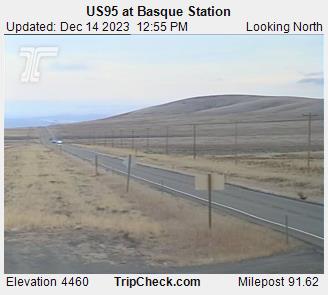 US95 at Basque Station
Updated: Dec 14 2023 12:55 PM Looking North
Elevation 4460 TripCheck.com Milepost 91.62